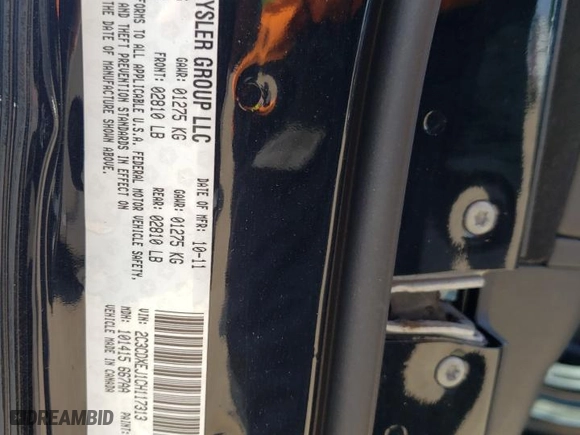 YSLER GROUP LLC
DATE OF MFR: 10-11
GAWR: 01275 KG GAWR: 01275 KG
FRONT: 02810 LB REAR: 02810 LB
FORMS TO ALL APPLICABLE U.S.A. FEDERAL MOTOR VEHICLE SAFETY,
AND THEFT PREVENTION STANDARDS IN EFFECT ON
THE DATE OF MANUFACTURE SHOWN ABOVE.
VIN: 2C3CDXEJ1CH117313
MDH: 101415 667P9A
VEHICLE MADE IN CANADA
PAINT:
DREAMBID